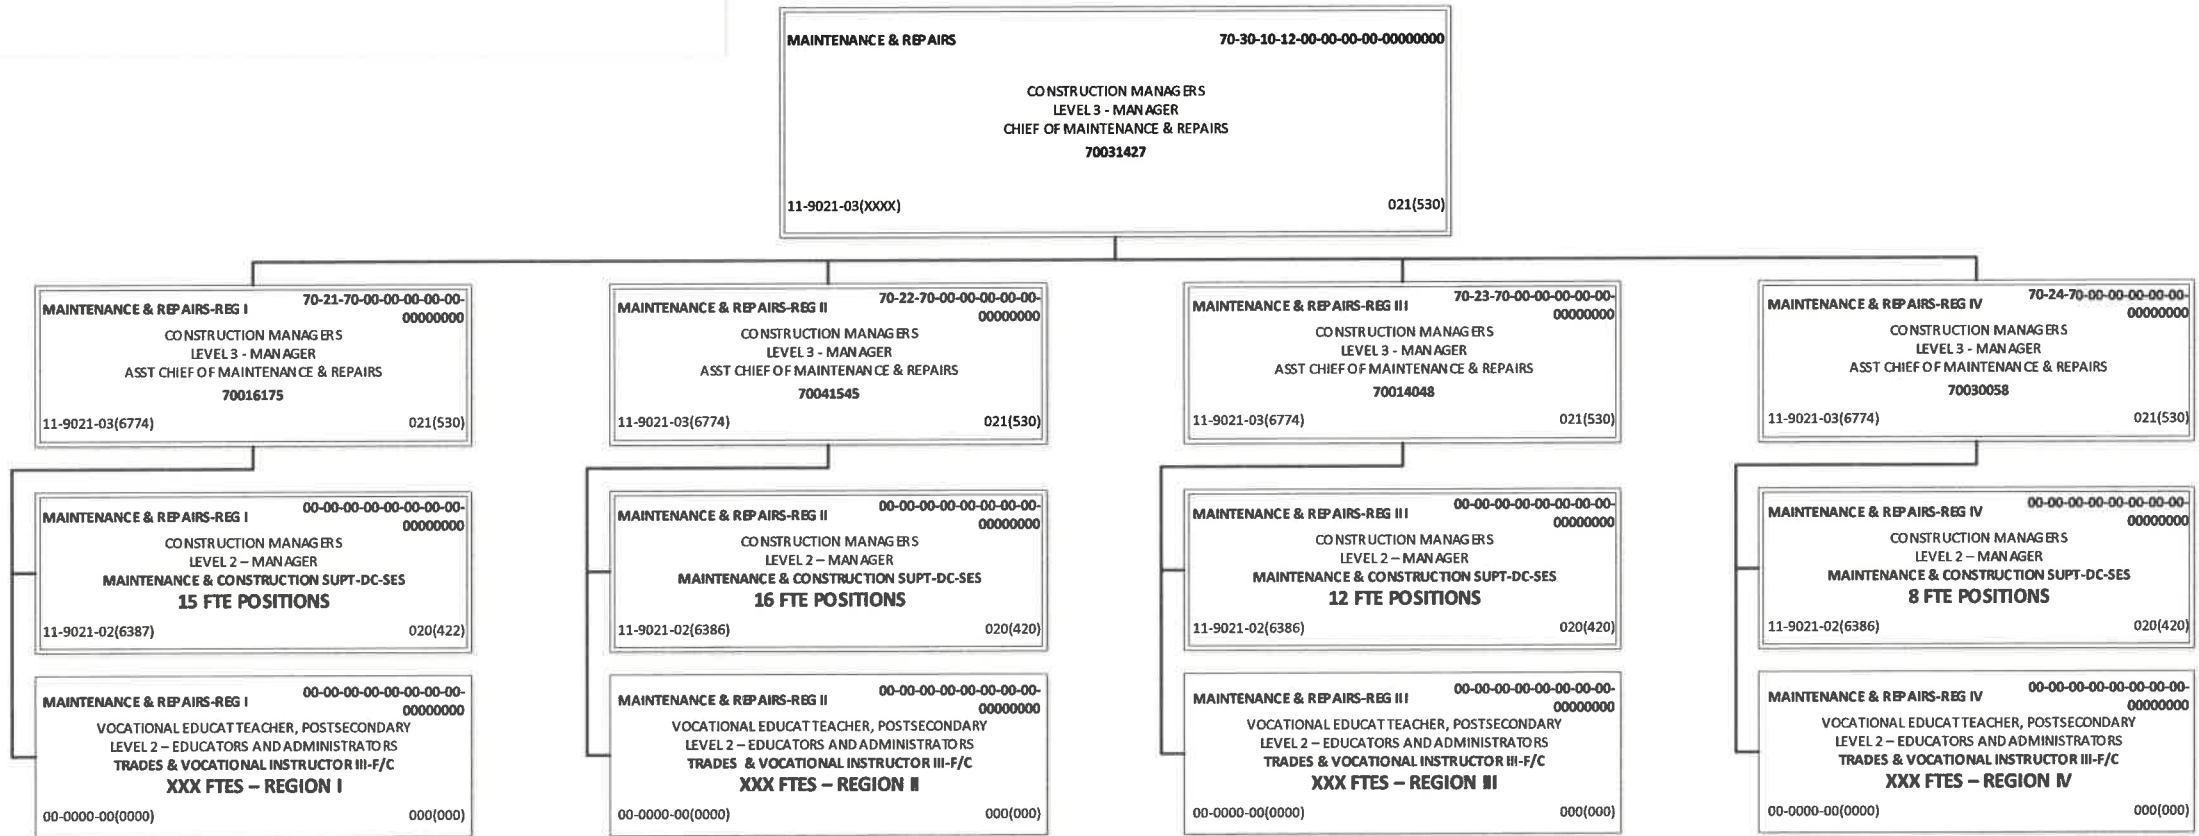 MAINTENANCE & REPAIRS 70-30-10-12-00-00-00-00-00000000
CONSTRUCTION MANAGERS
LEVEL 3 - MANAGER
CHIEF OF MAINTENANCE & REPAIRS
70031427
11-9021-03(XXXX) 021(530)
MAINTENANCE & REPAIRS-REG I 70-21-70-00-00-00-00-00-
00000000
CONSTRUCTION MANAGERS
LEVEL 3 - MANAGER
ASST CHIEF OF MAINTENANCE & REPAIRS
70016175
11-9021-03(6774) 021(530)
MAINTENANCE & REPAIRS-REG II 70-22-70-00-00-00-00-00-
00000000
CONSTRUCTION MANAGERS
LEVEL 3 - MANAGER
ASST CHIEF OF MAINTENANCE & REPAIRS
70041545
11-9021-03(6774) 021(530)
MAINTENANCE & REPAIRS-REG III 70-23-70-00-00-00-00-00-
00000000
CONSTRUCTION MANAGERS
LEVEL 3 - MANAGER
ASST CHIEF OF MAINTENANCE & REPAIRS
70014048
11-9021-03(6774) 021(530)
MAINTENANCE & REPAIRS-REG IV 70-24-70-00-00-00-00-00-
00000000
CONSTRUCTION MANAGERS
LEVEL 3 - MANAGER
ASST CHIEF OF MAINTENANCE & REPAIRS
70030058
11-9021-03(6774) 021(530)
MAINTENANCE & REPAIRS-REG I 00-00-00-00-00-00-00-00-
00000000
CONSTRUCTION MANAGERS
LEVEL 2 – MANAGER
MAINTENANCE & CONSTRUCTION SUPT-DC-SES
15 FTE POSITIONS
11-9021-02(6387) 020(422)
MAINTENANCE & REPAIRS-REG II 00-00-00-00-00-00-00-00-
00000000
CONSTRUCTION MANAGERS
LEVEL 2 – MANAGER
MAINTENANCE & CONSTRUCTION SUPT-DC-SES
16 FTE POSITIONS
11-9021-02(6386) 020(420)
MAINTENANCE & REPAIRS-REG III 00-00-00-00-00-00-00-00-
00000000
CONSTRUCTION MANAGERS
LEVEL 2 – MANAGER
MAINTENANCE & CONSTRUCTION SUPT-DC-SES
12 FTE POSITIONS
11-9021-02(6386) 020(420)
MAINTENANCE & REPAIRS-REG IV 00-00-00-00-00-00-00-00-
00000000
CONSTRUCTION MANAGERS
LEVEL 2 – MANAGER
MAINTENANCE & CONSTRUCTION SUPT-DC-SES
8 FTE POSITIONS
11-9021-02(6386) 020(420)
MAINTENANCE & REPAIRS-REG I 00-00-00-00-00-00-00-00-
00000000
VOCATIONAL EDUCAT TEACHER, POSTSECONDARY
LEVEL 2 – EDUCATORS AND ADMINISTRATORS
TRADES & VOCATIONAL INSTRUCTOR III-F/C
XXX FTES – REGION I
00-0000-00(0000) 000(000)
MAINTENANCE & REPAIRS-REG II 00-00-00-00-00-00-00-00-
00000000
VOCATIONAL EDUCAT TEACHER, POSTSECONDARY
LEVEL 2 – EDUCATORS AND ADMINISTRATORS
TRADES & VOCATIONAL INSTRUCTOR III-F/C
XXX FTES – REGION II
00-0000-00(0000) 000(000)
MAINTENANCE & REPAIRS-REG III 00-00-00-00-00-00-00-00-
00000000
VOCATIONAL EDUCAT TEACHER, POSTSECONDARY
LEVEL 2 – EDUCATORS AND ADMINISTRATORS
TRADES & VOCATIONAL INSTRUCTOR III-F/C
XXX FTES – REGION III
00-0000-00(0000) 000(000)
MAINTENANCE & REPAIRS-REG IV 00-00-00-00-00-00-00-00-
00000000
VOCATIONAL EDUCAT TEACHER, POSTSECONDARY
LEVEL 2 – EDUCATORS AND ADMINISTRATORS
TRADES & VOCATIONAL INSTRUCTOR III-F/C
XXX FTES – REGION IV
00-0000-00(0000) 000(000)